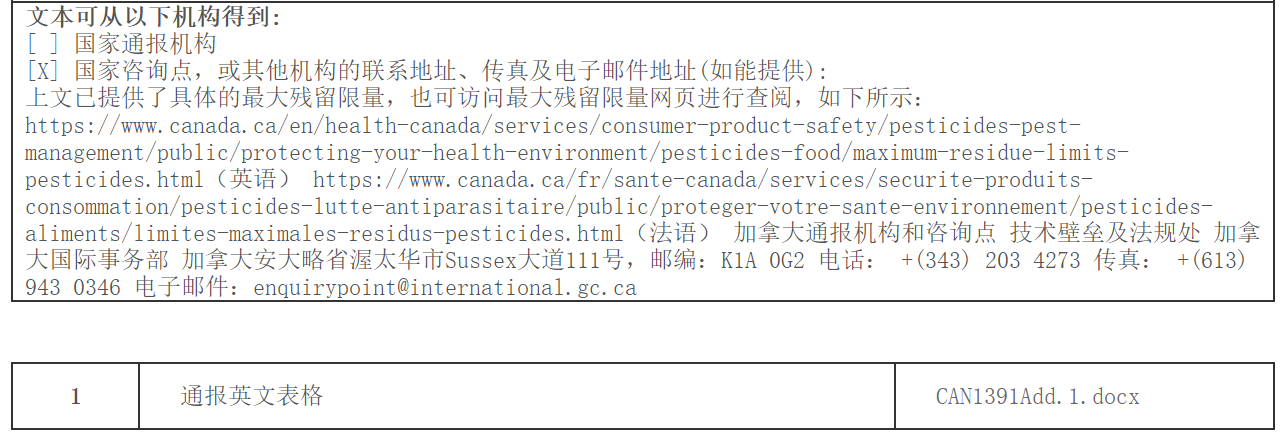 文本可从以下机构得到:
[ ] 国家通报机构
[X] 国家咨询点，或其他机构的联系地址、传真及电子邮件地址(如能提供):
上文已提供了具体的最大残留限量，也可访问最大残留限量网页进行查阅，如下所示：
https://www.canada.ca/en/health-canada/services/consumer-product-safety/pesticides-pest-
management/public/protecting-your-health-environment/pesticides-food/maximum-residue-limits-
pesticides.html（英语） https://www.canada.ca/fr/sante-canada/services/securite-produits-
consommation/pesticides-lutte-antiparasitaire/public/proteger-votre-sante-environnement/pesticides-
aliments/limites-maximales-residus-pesticides.html（法语） 加拿大通报机构和咨询点 技术壁垒及法规处 加拿
大国际事务部 加拿大安大略省渥太华市Sussex大道111号，邮编：K1A 0G2 电话： +(343) 203 4273 传真： +(613)
943 0346 电子邮件：enquirypoint@international.gc.ca
1 通报英文表格 CAN1391Add.1.docx